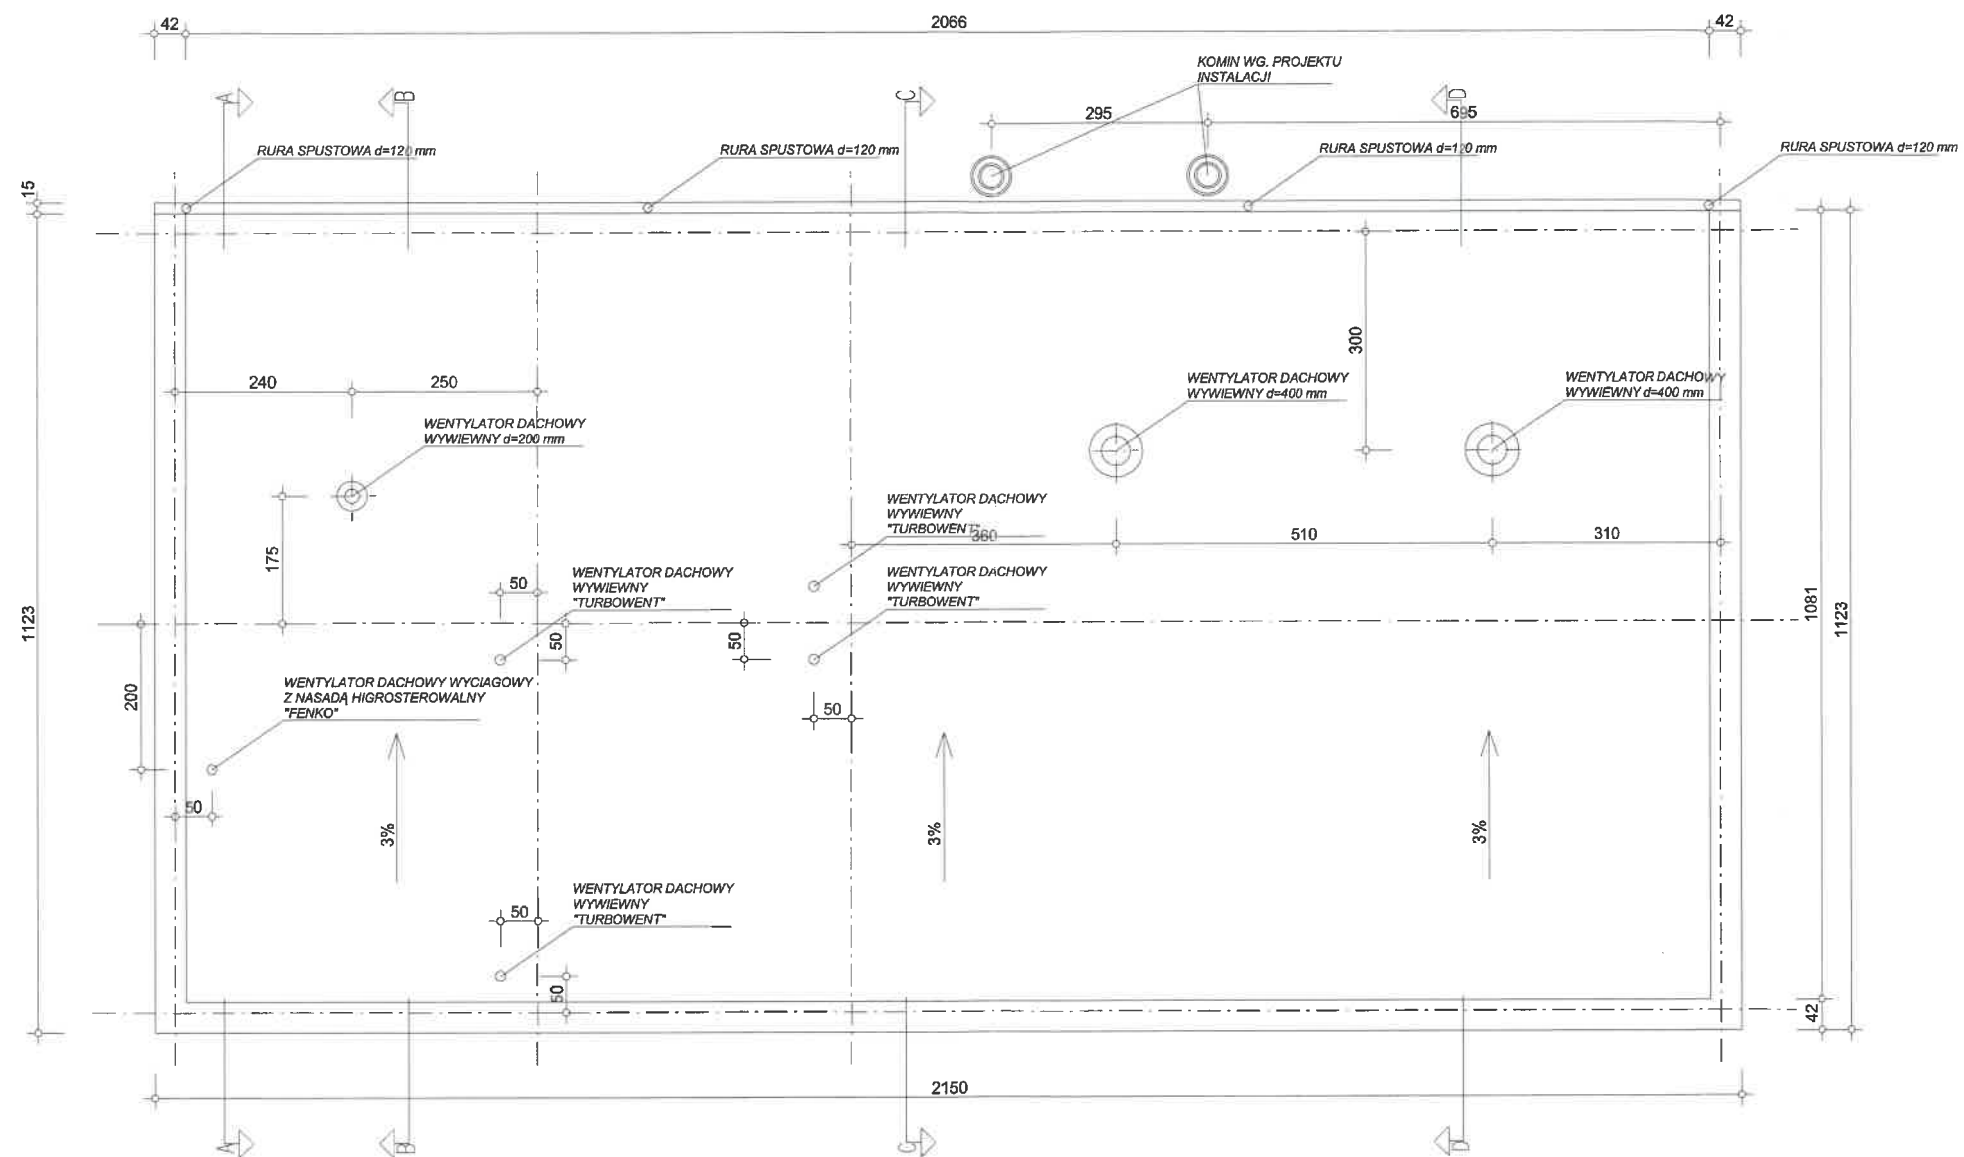 42
2066
42
KOMIN WG. PROJEKTU
INSTALACJI
A
B
C
D
295
695
RURA SPUSTOWA d=120 mm
RURA SPUSTOWA d=120 mm
RURA SPUSTOWA d=120 mm
RURA SPUSTOWA d=120 mm
15
300
240
250
WENTYLATOR DACHOWY
WYWIEWNY d=400 mm
WENTYLATOR DACHOWY
WYWIEWNY d=400 mm
WENTYLATOR DACHOWY
WYWIEWNY d=200 mm
WENTYLATOR DACHOWY
WYWIEWNY
"TURBOWENT"
360
510
310
175
50
WENTYLATOR DACHOWY
WYWIEWNY
"TURBOWENT"
WENTYLATOR DACHOWY
WYWIEWNY
"TURBOWENT"
1123
50
50
1081
1123
200
WENTYLATOR DACHOWY WYCIAGOWY
Z NASADĄ HIGROSTEROWALNY
"FENKO"
50
50
3%
3%
3%
WENTYLATOR DACHOWY
WYWIEWNY
"TURBOWENT"
50
50
42
2150
A
B
C
D